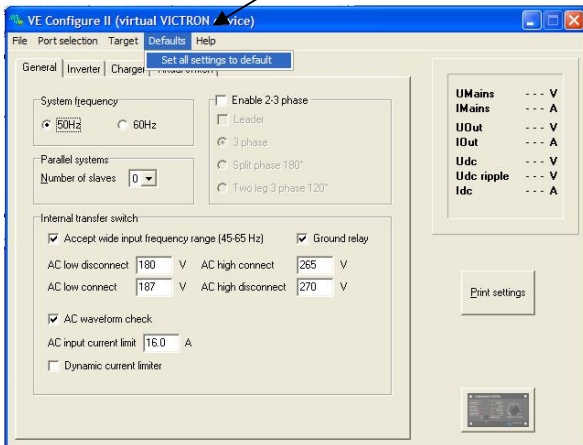 VE Configure II (virtual VICTRON device)
File Port selection Target Defaults Help
Set all settings to default
General Inverter Charger
System frequency
50Hz 60Hz
Enable 2-3 phase
Leader
3 phase
Split phase 180°
Two leg 3 phase 120°
Parallel systems
Number of slaves 0
Internal transfer switch
Accept wide input frequency range (45-65 Hz) Ground relay
AC low disconnect 180 V AC high connect 265 V
AC low connect 187 V AC high disconnect 270 V
AC waveform check
AC input current limit 16.0 A
Dynamic current limiter
UMains --- V
IMains --- A
UOut --- V
IOut --- A
Udc --- V
Udc ripple --- V
Idc --- A
Print settings